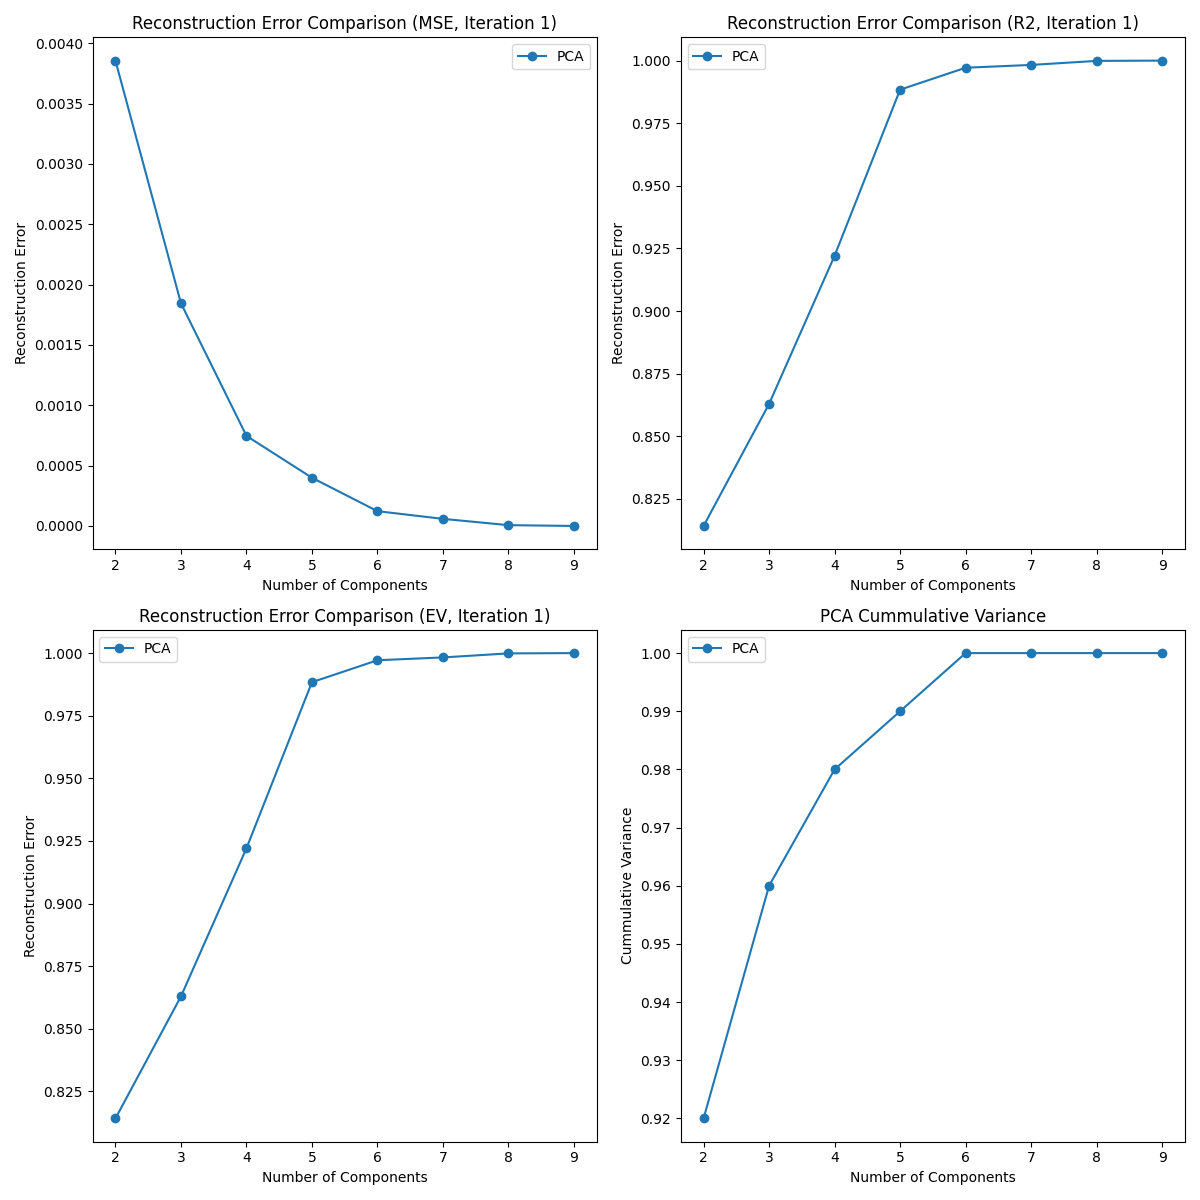 Reconstruction Error Comparison (MSE, Iteration 1)
PCA
0.0040
0.0035
0.0030
0.0025
0.0020
0.0015
0.0010
0.0005
0.0000
Reconstruction Error
2 3 4 5 6 7 8 9
Number of Components
Reconstruction Error Comparison (R2, Iteration 1)
PCA
1.000
0.975
0.950
0.925
0.900
0.875
0.850
0.825
Reconstruction Error
2 3 4 5 6 7 8 9
Number of Components
Reconstruction Error Comparison (EV, Iteration 1)
PCA
1.000
0.975
0.950
0.925
0.900
0.875
0.850
0.825
Reconstruction Error
2 3 4 5 6 7 8 9
Number of Components
PCA Cummulative Variance
PCA
1.00
0.99
0.98
0.97
0.96
0.95
0.94
0.93
0.92
Cummulative Variance
2 3 4 5 6 7 8 9
Number of Components